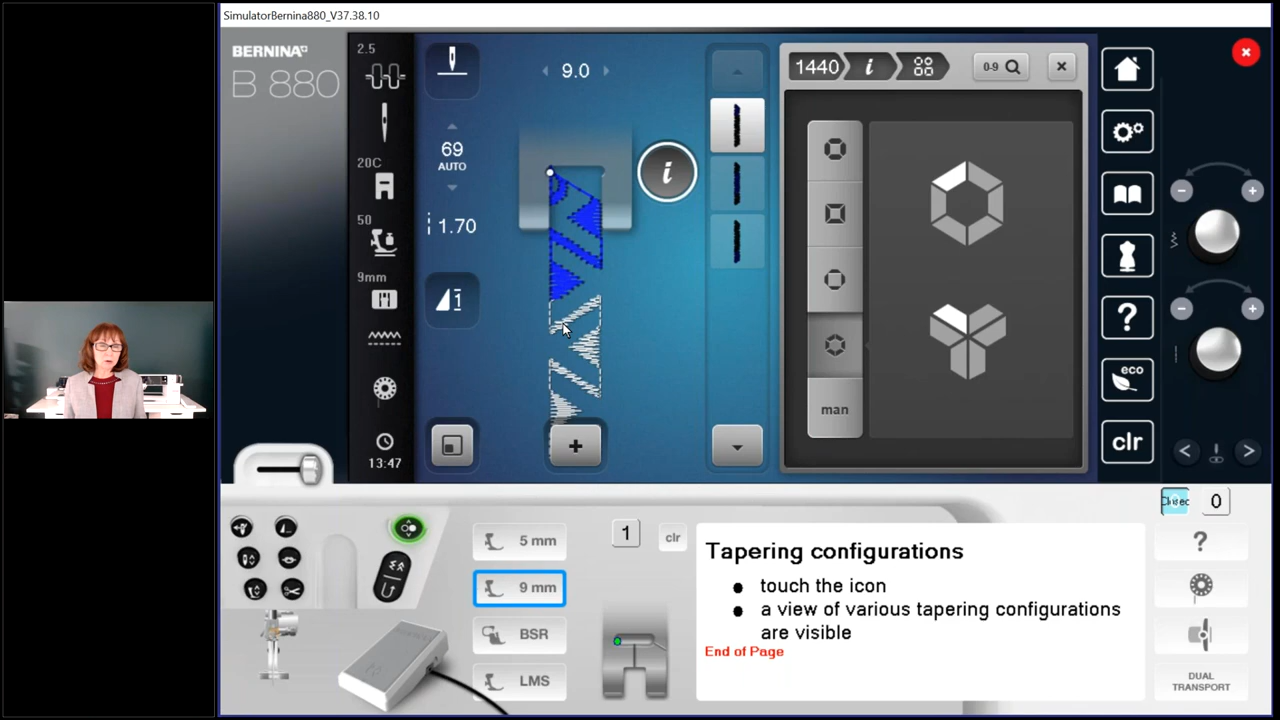 SimulatorBernina880_V37.38.10
BERNINA
B 880
2.5
20C
50
9mm
13:47
9.0
69
AUTO
1.70
1
i
1440
i
0-9
man
eco
?
clr
5 mm
9 mm
BSR
LMS
1
clr
Tapering configurations
touch the icon
a view of various tapering configurations
are visible
End of Page
0
?
DUAL
TRANSPORT